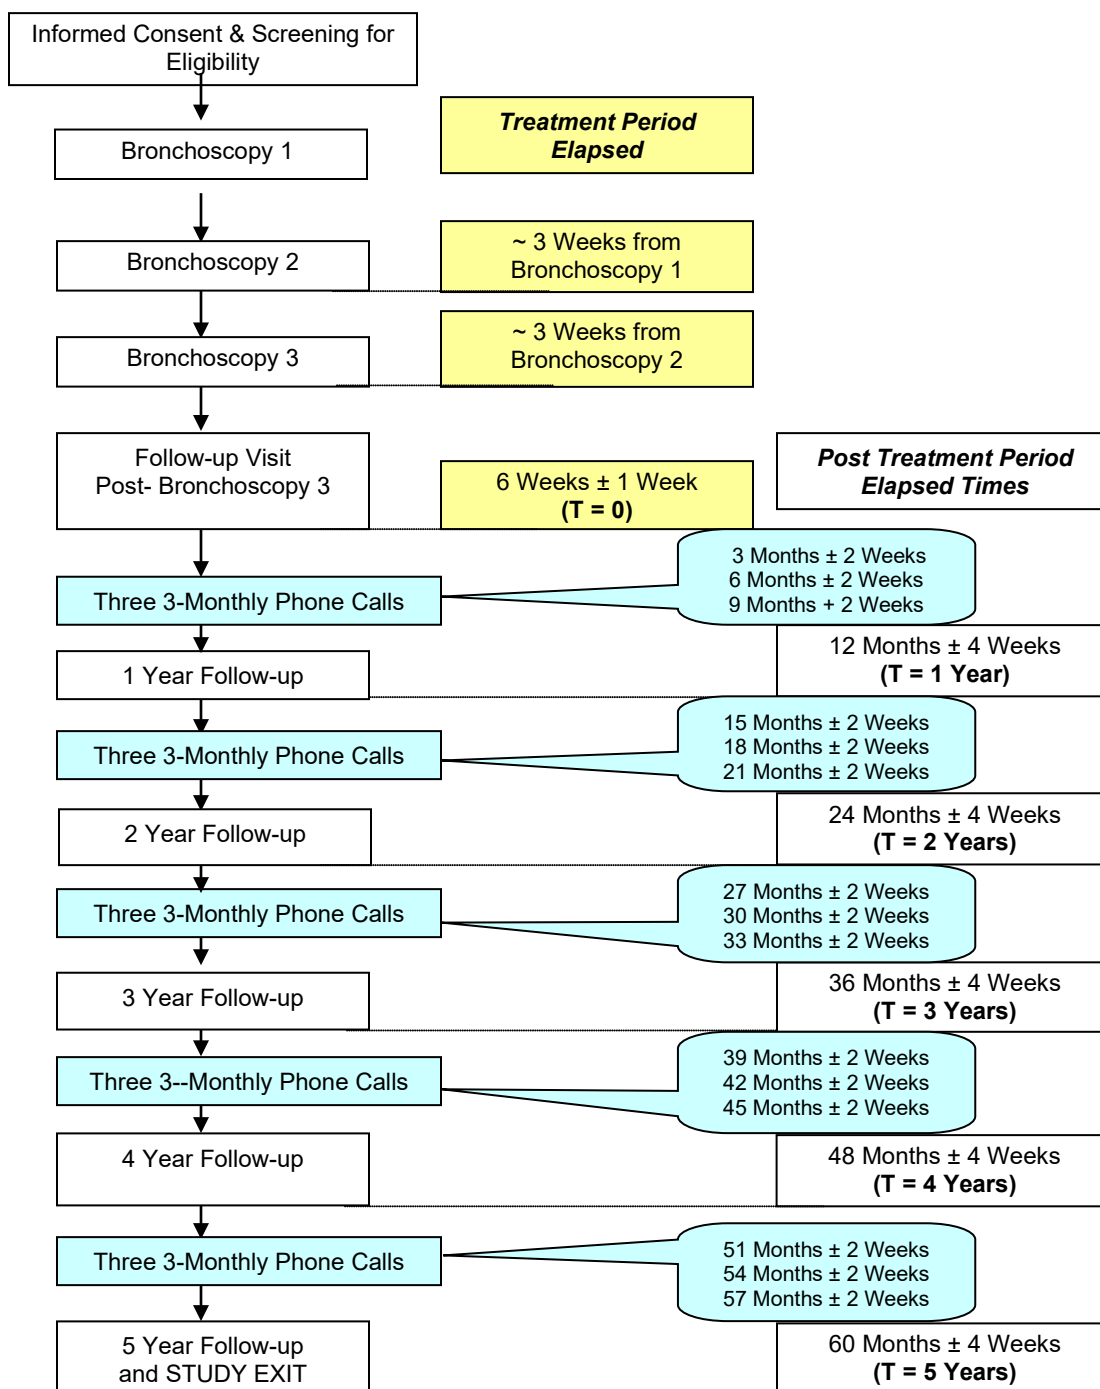 Informed Consent & Screening for
Eligibility
Treatment Period
Elapsed
Bronchoscopy 1
Bronchoscopy 2
~ 3 Weeks from
Bronchoscopy 1
Bronchoscopy 3
~ 3 Weeks from
Bronchoscopy 2
Follow-up Visit
Post- Bronchoscopy 3
6 Weeks ± 1 Week
(T = 0)
Post Treatment Period
Elapsed Times
Three 3-Monthly Phone Calls
3 Months ± 2 Weeks
6 Months ± 2 Weeks
9 Months + 2 Weeks
1 Year Follow-up
12 Months ± 4 Weeks
(T = 1 Year)
Three 3-Monthly Phone Calls
15 Months ± 2 Weeks
18 Months ± 2 Weeks
21 Months ± 2 Weeks
2 Year Follow-up
24 Months ± 4 Weeks
(T = 2 Years)
Three 3-Monthly Phone Calls
27 Months ± 2 Weeks
30 Months ± 2 Weeks
33 Months ± 2 Weeks
3 Year Follow-up
36 Months ± 4 Weeks
(T = 3 Years)
Three 3--Monthly Phone Calls
39 Months ± 2 Weeks
42 Months ± 2 Weeks
45 Months ± 2 Weeks
4 Year Follow-up
48 Months ± 4 Weeks
(T = 4 Years)
Three 3-Monthly Phone Calls
51 Months ± 2 Weeks
54 Months ± 2 Weeks
57 Months ± 2 Weeks
5 Year Follow-up
and STUDY EXIT
60 Months ± 4 Weeks
(T = 5 Years)